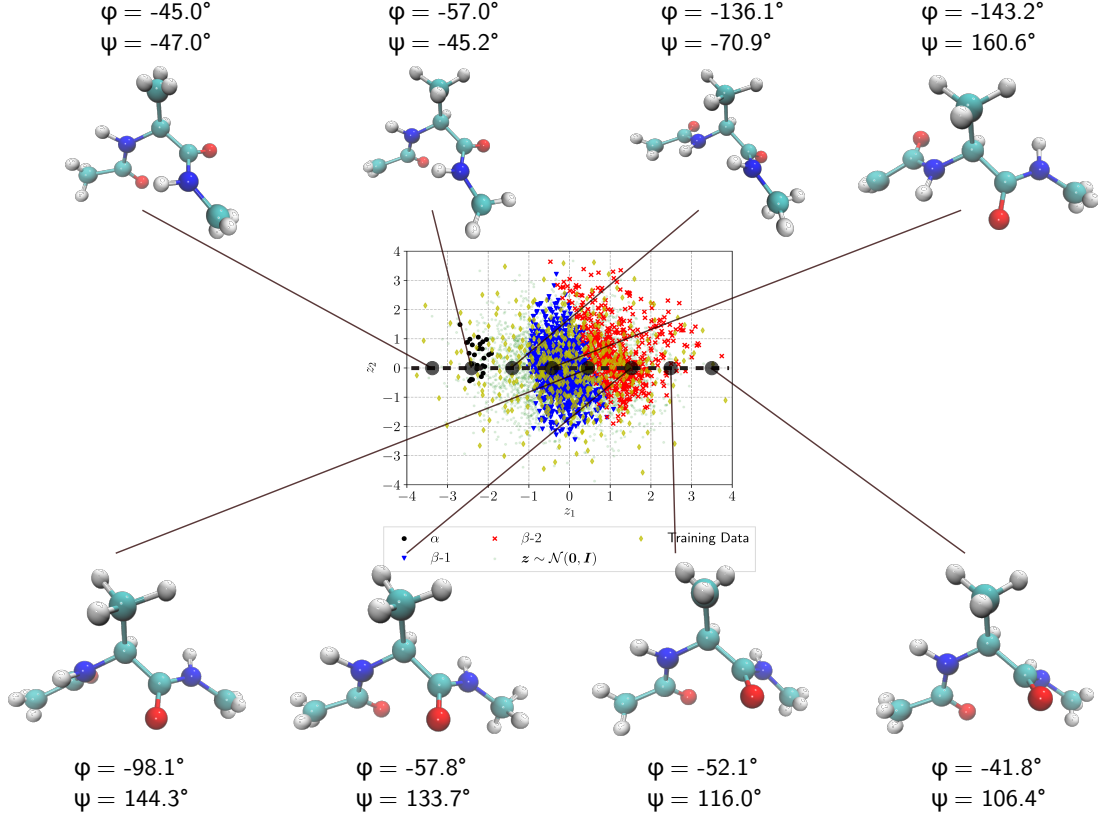 φ = -45.0°
ψ = -47.0°
φ = -57.0°
ψ = -45.2°
φ = -136.1°
ψ = -70.9°
φ = -143.2°
ψ = 160.6°
4
3
2
1
0
−1
−2
−3
−4
z₂
−4 −3 −2 −1 0 1 2 3 4
z₁
α
β-1
β-2
z ∼ 𝒩(0, I)
Training Data
φ = -98.1°
ψ = 144.3°
φ = -57.8°
ψ = 133.7°
φ = -52.1°
ψ = 116.0°
φ = -41.8°
ψ = 106.4°